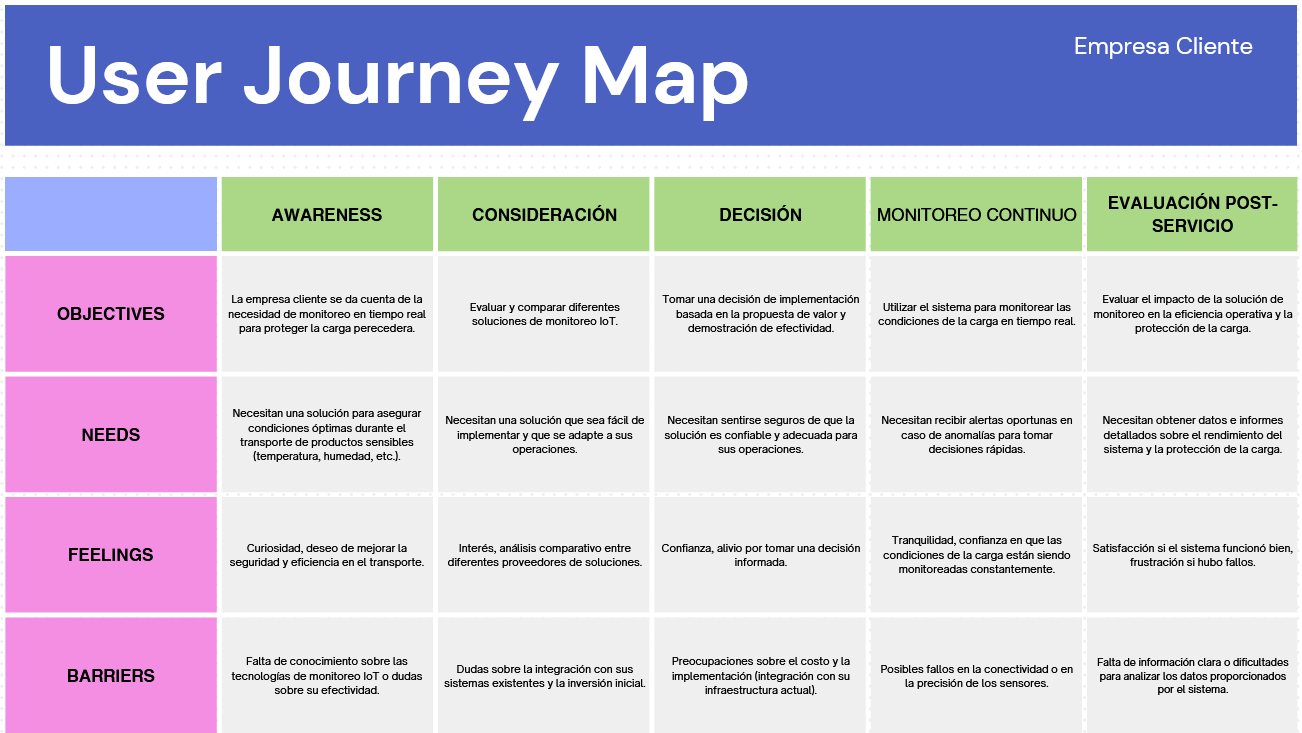 User Journey Map
Empresa Cliente
AWARENESS
CONSIDERACIÓN
DECISIÓN
MONITOREO CONTINUO
EVALUACIÓN POST-
SERVICIO
OBJECTIVES
La empresa cliente se da cuenta de la
necesidad de monitoreo en tiempo real
para proteger la carga perecedera.
Evaluar y comparar diferentes
soluciones de monitoreo IoT.
Tomar una decisión de implementación
basada en la propuesta de valor y
demostración de efectividad.
Utilizar el sistema para monitorear las
condiciones de la carga en tiempo real.
Evaluar el impacto de la solución de
monitoreo en la eficiencia operativa y la
protección de la carga.
NEEDS
Necesitan una solución para asegurar
condiciones óptimas durante el
transporte de productos sensibles
(temperatura, humedad, etc.).
Necesitan una solución que sea fácil de
implementar y que se adapte a sus
operaciones.
Necesitan sentirse seguros de que la
solución es confiable y adecuada para
sus operaciones.
Necesitan recibir alertas oportunas en
caso de anomalías para tomar
decisiones rápidas.
Necesitan obtener datos e informes
detallados sobre el rendimiento del
sistema y la protección de la carga.
FEELINGS
Curiosidad, deseo de mejorar la
seguridad y eficiencia en el transporte.
Interés, análisis comparativo entre
diferentes proveedores de soluciones.
Confianza, alivio por tomar una decisión
informada.
Tranquilidad, confianza en que las
condiciones de la carga están siendo
monitoreadas constantemente.
Satisfacción si el sistema funcionó bien,
frustración si hubo fallos.
BARRIERS
Falta de conocimiento sobre las
tecnologías de monitoreo IoT o dudas
sobre su efectividad.
Dudas sobre la integración con sus
sistemas existentes y la inversión inicial.
Preocupaciones sobre el costo y la
implementación (integración con su
infraestructura actual).
Posibles fallos en la conectividad o en
la precisión de los sensores.
Falta de información clara o dificultades
para analizar los datos proporcionados
por el sistema.